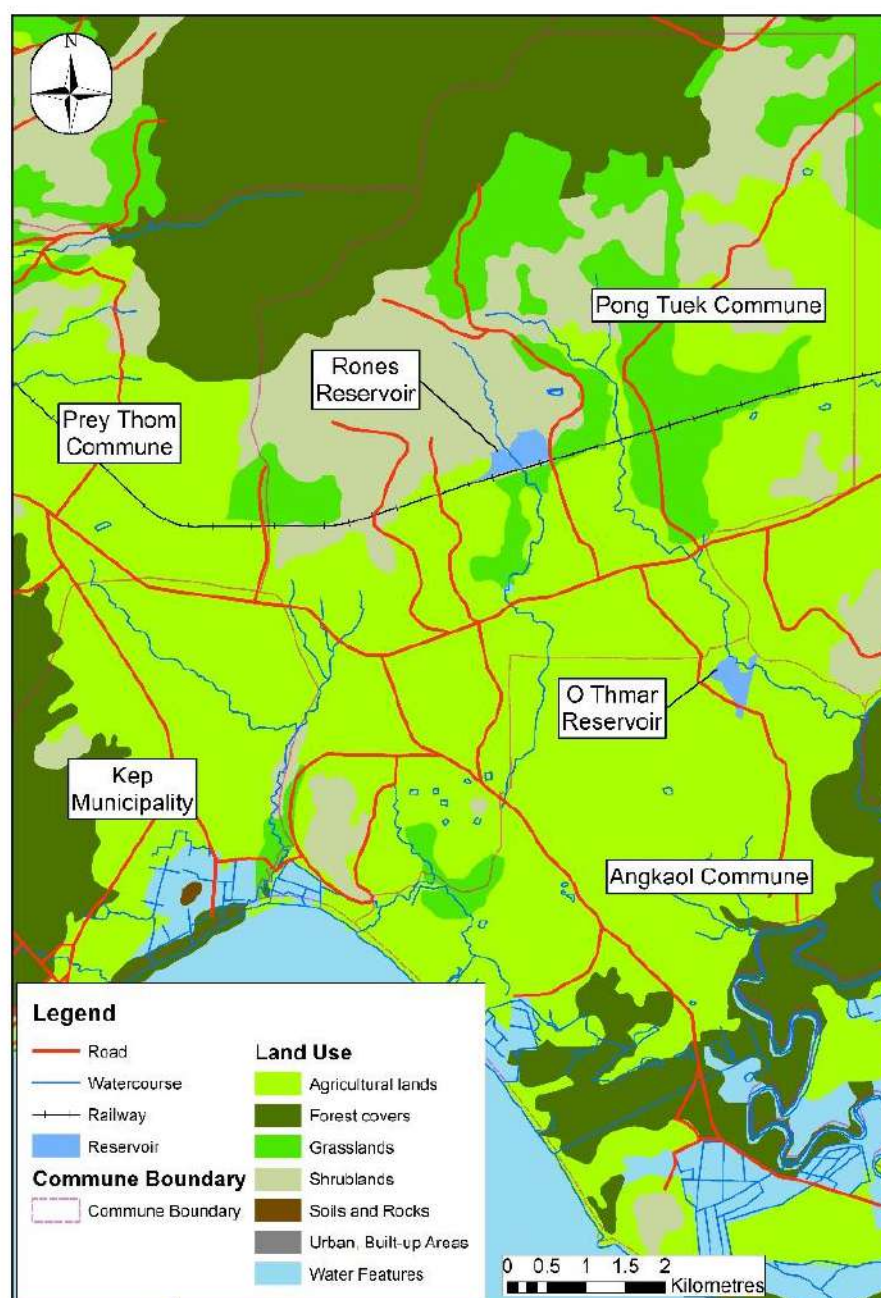 N
Pong Tuek Commune
Rones
Reservoir
Prey Thom
Commune
O Thmar
Reservoir
Kep
Municipality
Angkaol Commune
Legend
Road
Watercourse
Railway
Reservoir
Commune Boundary
Commune Boundary
Land Use
Agricultural lands
Forest covers
Grasslands
Shrublands
Soils and Rocks
Urban, Built-up Areas
Water Features
0 0.5 1 1.5 2
Kilometres